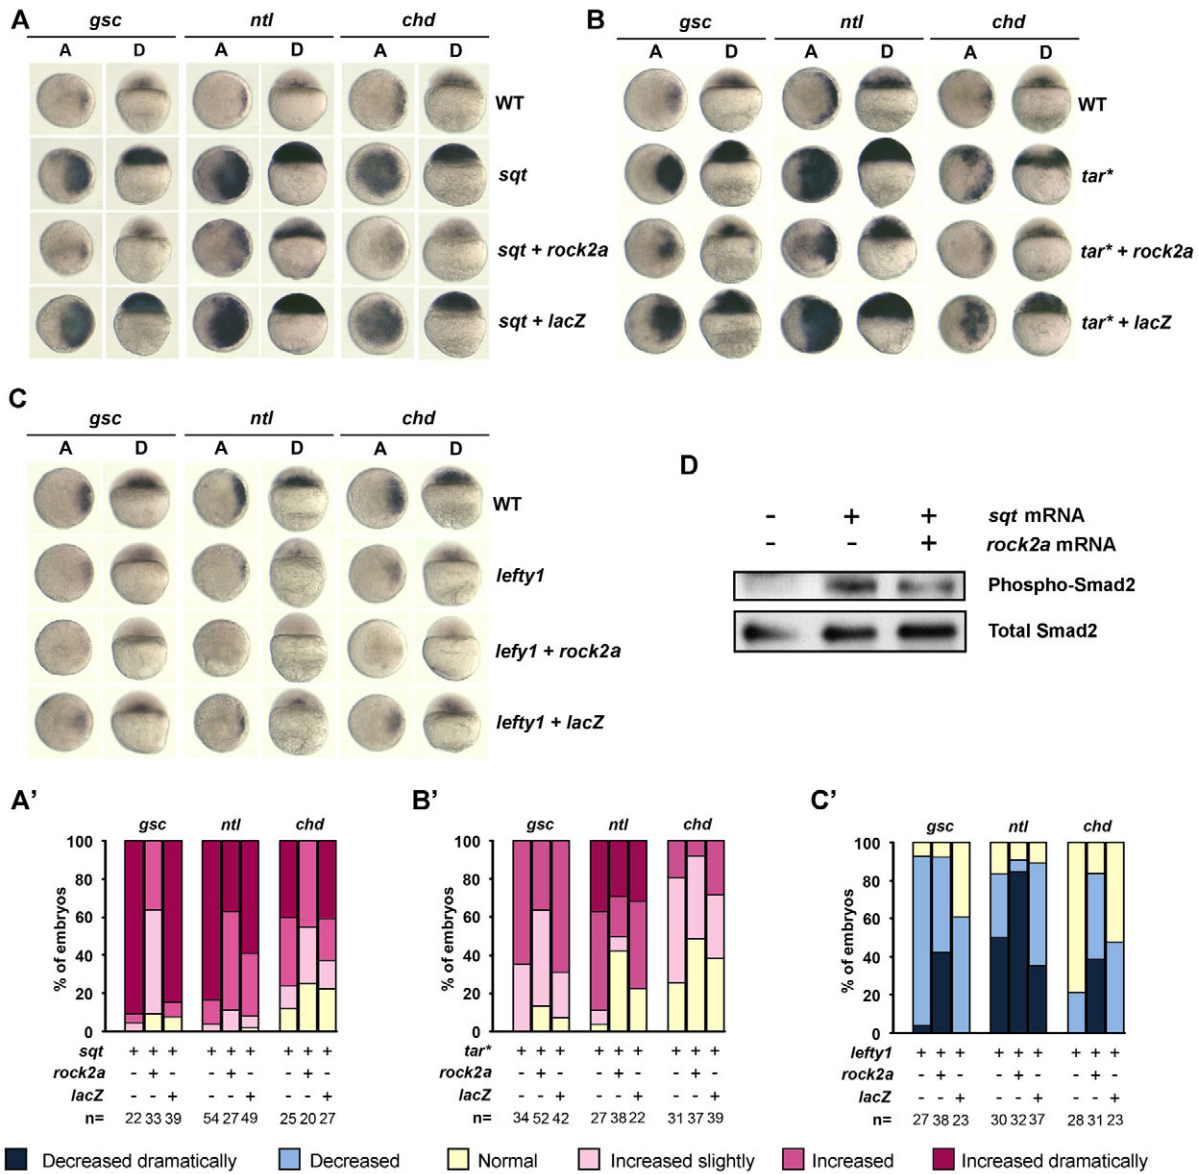 A
gsc ntl chd
A D A D A D
WT
sqt
sqt + rock2a
sqt + lacZ
B
gsc ntl chd
A D A D A D
WT
tar*
tar* + rock2a
tar* + lacZ
C
gsc ntl chd
A D A D A D
WT
lefty1
lefy1 + rock2a
lefty1 + lacZ
D
- + + sqt mRNA
- - + rock2a mRNA
Phospho-Smad2
Total Smad2
A’
gsc ntl chd
% of embryos
100
80
60
40
20
0
sqt + + + + + + + + +
rock2a - + - - + - - + -
lacZ - - + - - + - - +
n= 22 33 39 54 27 49 25 20 27
B’
gsc ntl chd
% of embryos
100
80
60
40
20
0
tar* + + + + + + + + +
rock2a - + - - + - - + -
lacZ - - + - - + - - +
n= 34 52 42 27 38 22 31 37 39
C’
gsc ntl chd
% of embryos
100
80
60
40
20
0
lefty1 + + + + + + + + +
rock2a - + - - + - - + -
lacZ - - + - - + - - +
n= 27 38 23 30 32 37 28 31 23
Decreased dramatically Decreased Normal Increased slightly Increased Increased dramatically